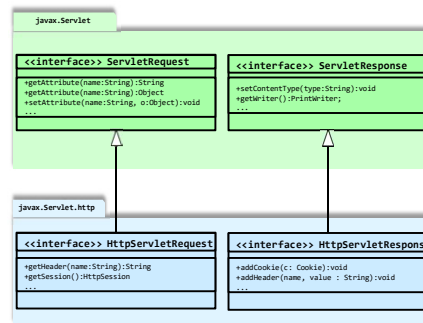 javax.Servlet
<<interface>> ServletRequest
+getAttribute(name:String):String
+getAttribute(name:String):Object
+setAttribute(name:String, o:Object):void
...
<<interface>> ServletResponse
+setContentType(type:String):void
+getWriter():PrintWriter;
...
javax.Servlet.http
<<interface>> HttpServletRequest
+getHeader(name:String):String
+getSession():HttpSession
...
<<interface>> HttpServletRespons
+addCookie(c: Cookie):void
+addHeader(name, value : String):void
...